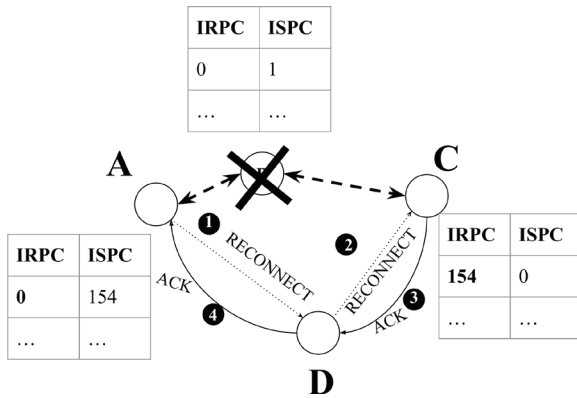 IRPC ISPC
0 1
… …
A
C
1
RECONNECT
2
RECONNECT
IRPC ISPC
0 154
… …
IRPC ISPC
154 0
… …
ACK
4
3
ACK
D